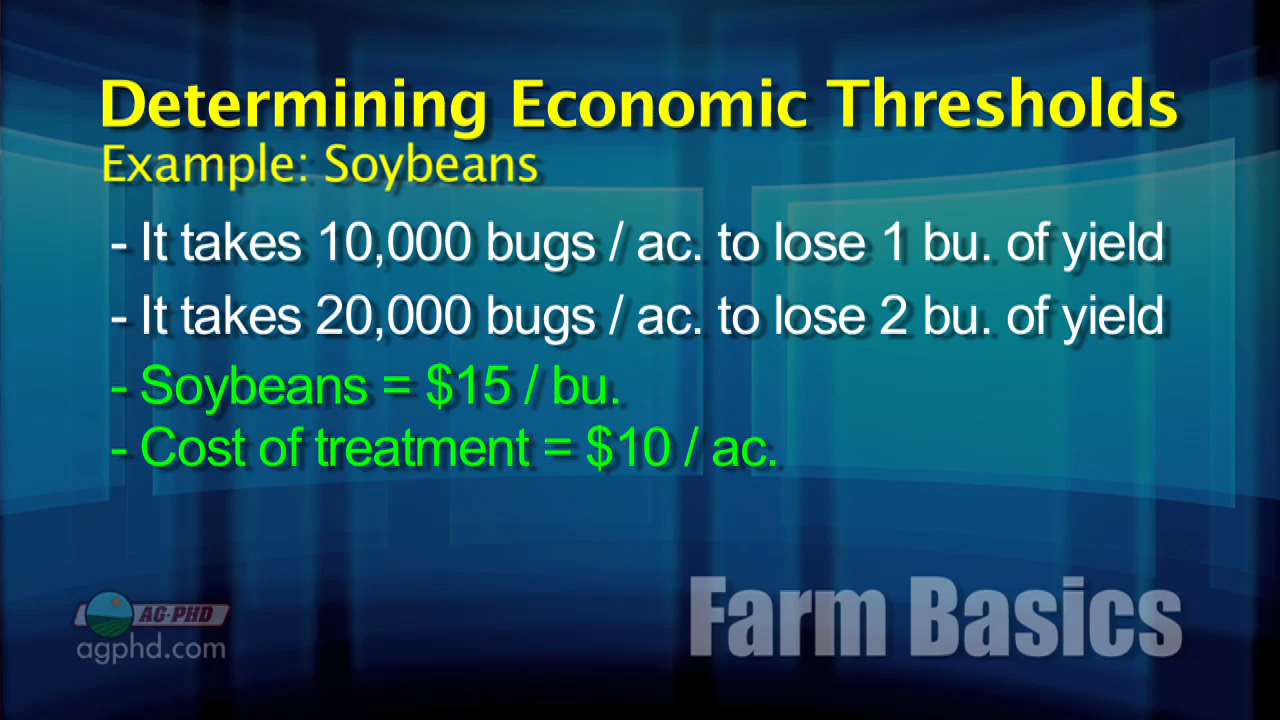 Determining Economic Thresholds
Example: Soybeans
- It takes 10,000 bugs / ac. to lose 1 bu. of yield
- It takes 20,000 bugs / ac. to lose 2 bu. of yield
- Soybeans = $15 / bu.
- Cost of treatment = $10 / ac.
AG•PHD
agphd.com
Farm Basics